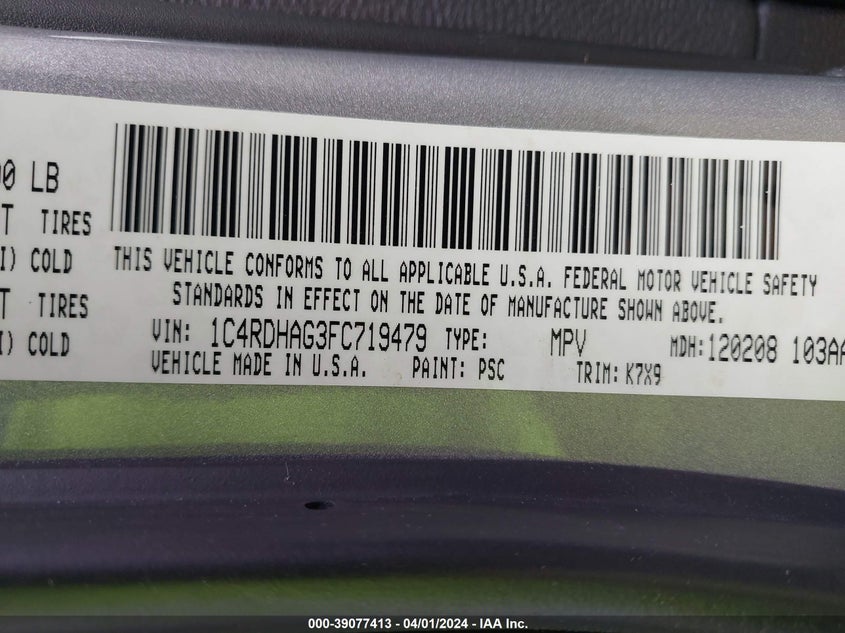 00 LB
T TIRES
I) COLD
THIS VEHICLE CONFORMS TO ALL APPLICABLE U.S.A. FEDERAL MOTOR VEHICLE SAFETY
T TIRES
STANDARDS IN EFFECT ON THE DATE OF MANUFACTURE SHOWN ABOVE.
I) COLD
VIN: 1C4RDHAG3FC719479 TYPE: MPV MDH: 120208 103AA
VEHICLE MADE IN U.S.A. PAINT: PSC TRIM: K7X9
000-39077413 - 04/01/2024 - IAA Inc.